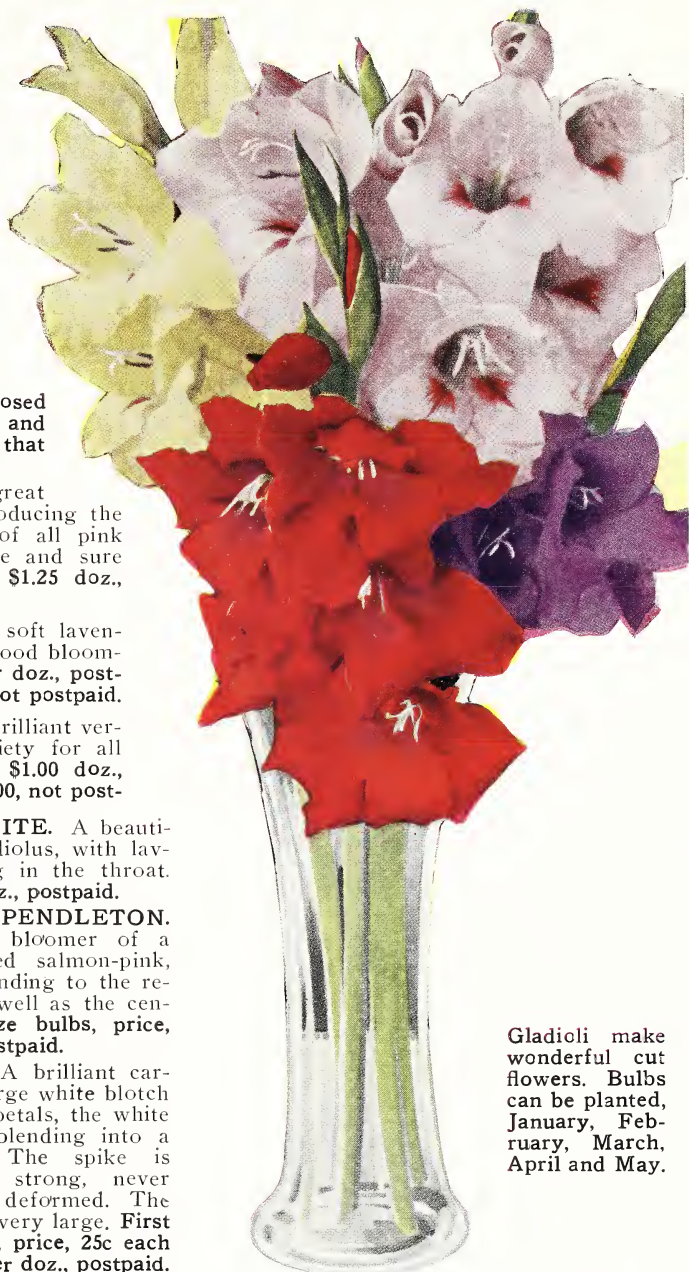 osed
and
that
great
oducing the
of all pink
e and sure
$1.25 doz.,
soft laven-
ood bloom-
doz., post-
ot postpaid.
rilliant ver-
iety for all
$1.00 doz.,
00, not post-
ITE. A beauti-
diolus, with lav-
g in the throat.
z., postpaid.
PENDLETON.
bloomer of a
ed salmon-pink,
nding to the re-
well as the cen-
ze bulbs, price,
stpaid.
A brilliant car-
rge white blotch
petals, the white
blending into a
The spike is
strong, never
deformed. The
very large. First
price, 25c each
er doz., postpaid.
Gladioli make
wonderful cut
flowers. Bulbs
can be planted,
January, Feb-
ruary, March,
April and May.